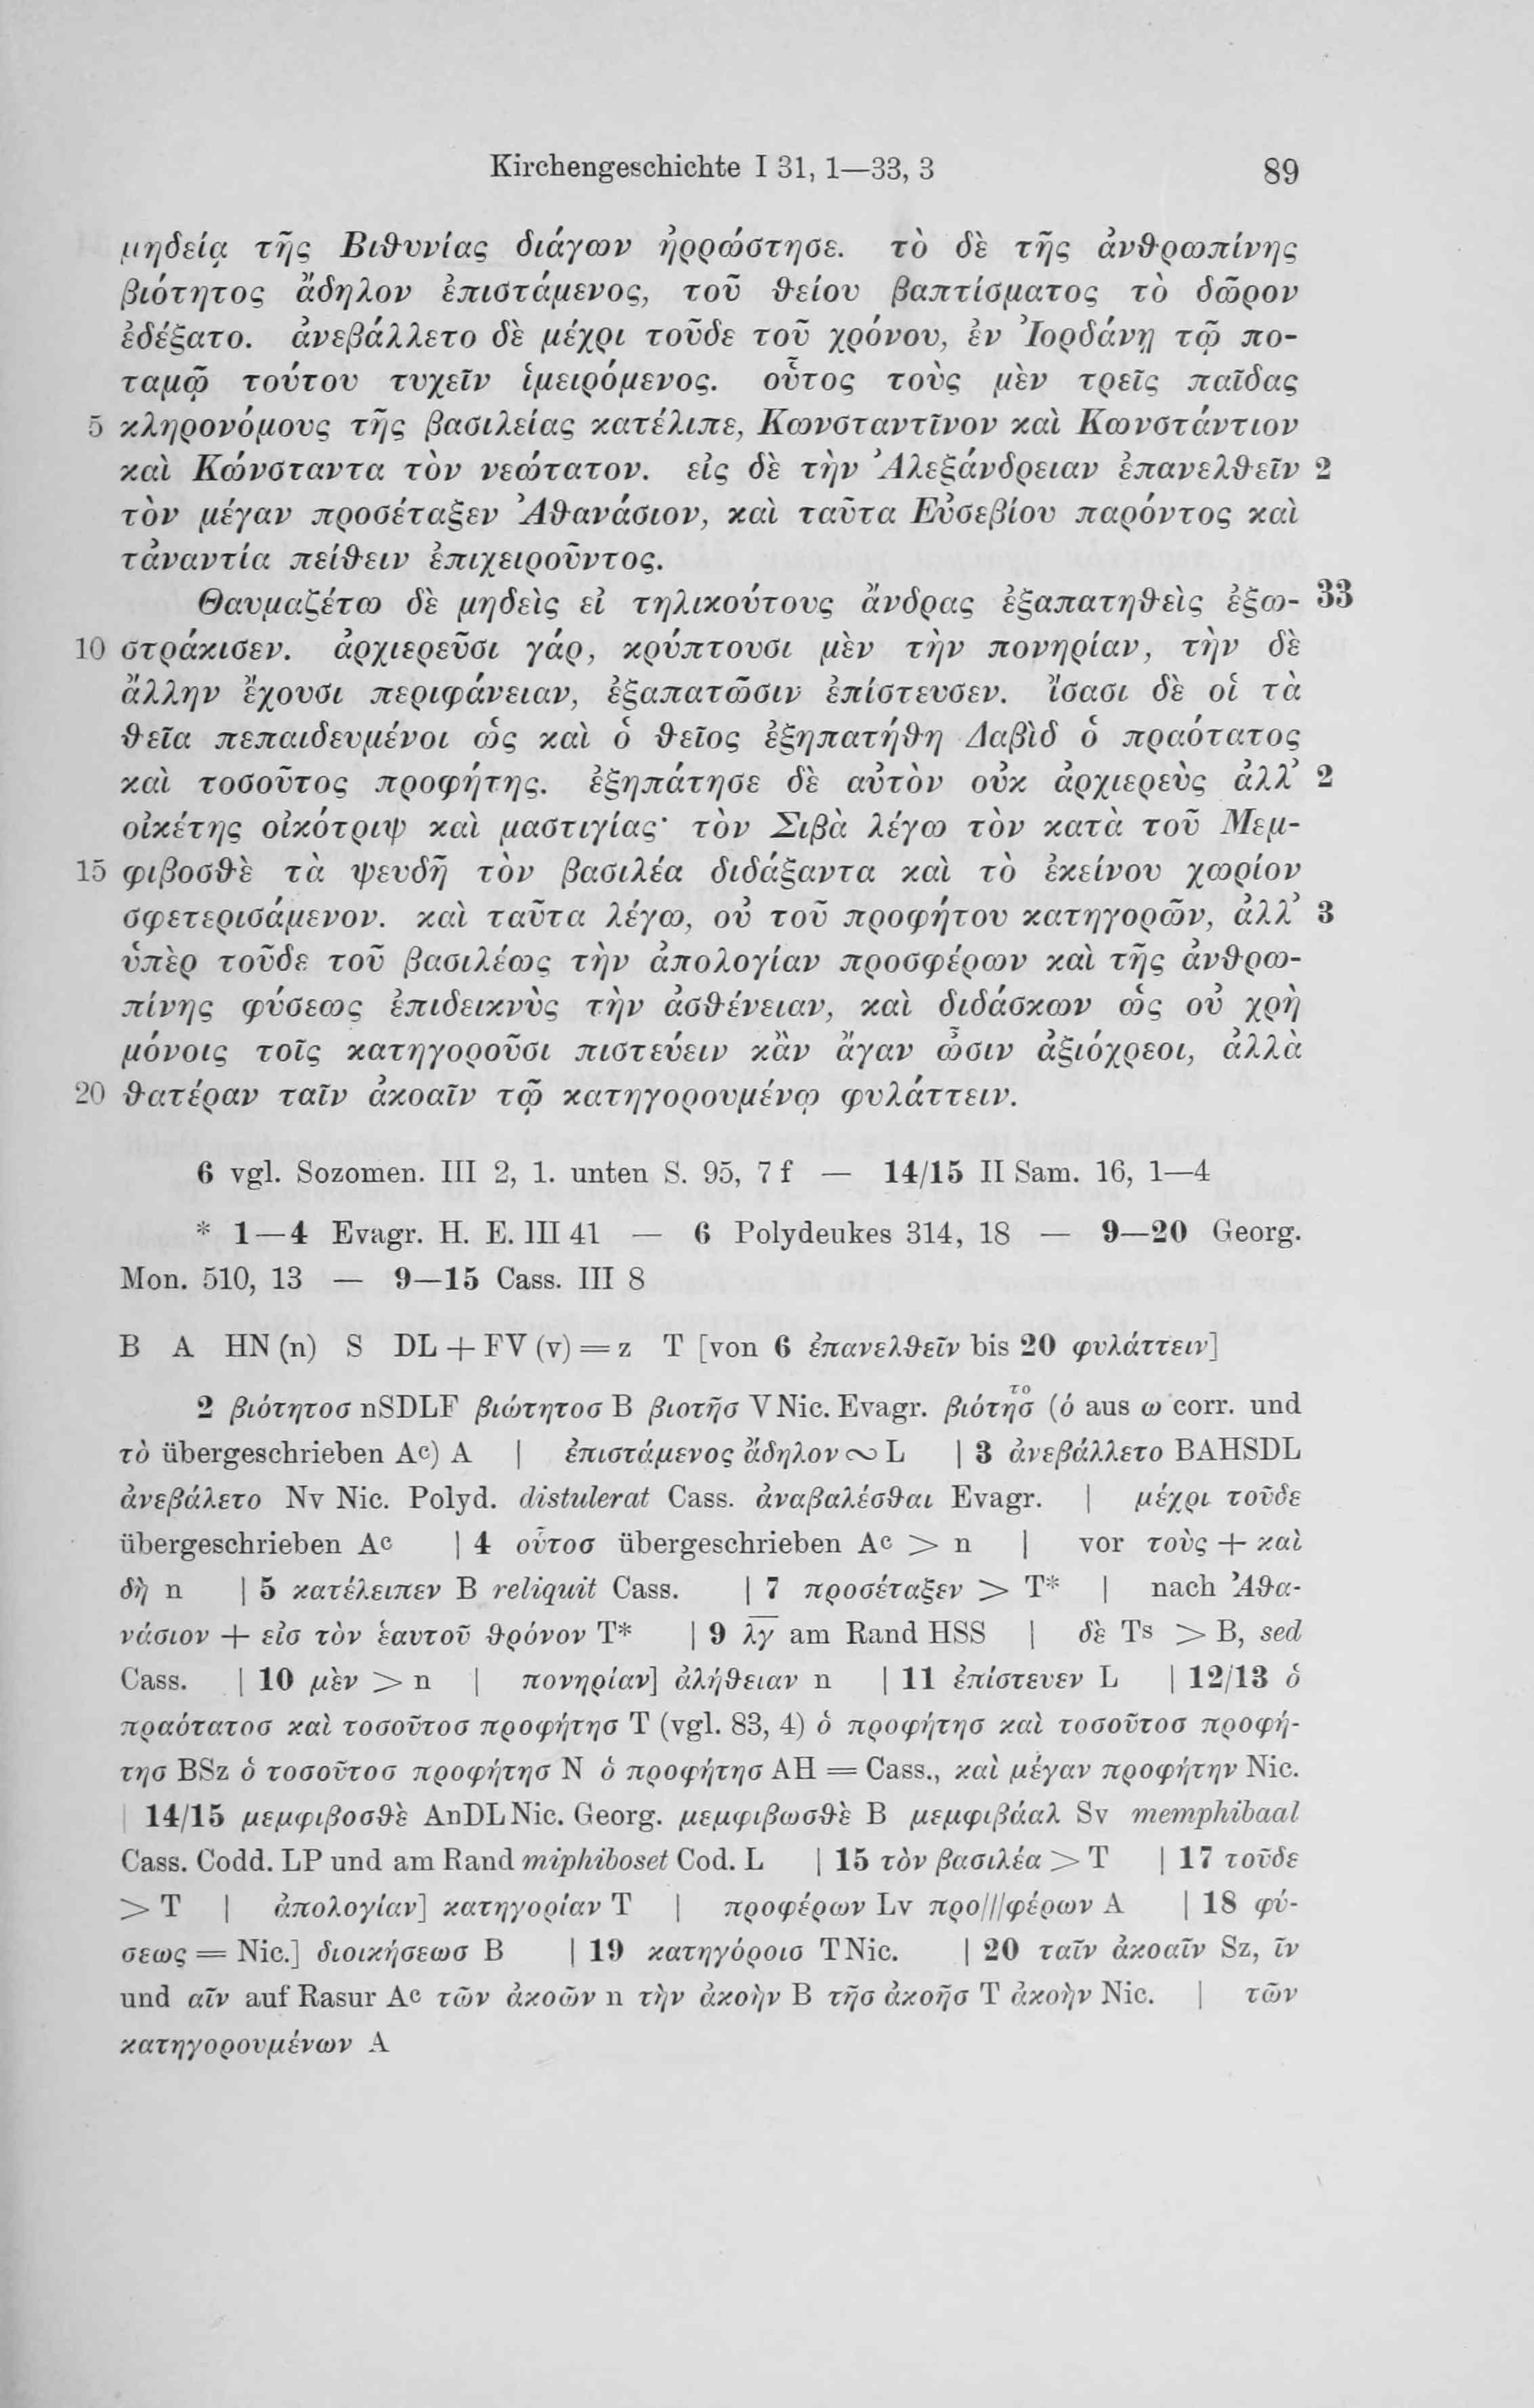 Kirchengeschichte I 31, 1—33, 3 89
μηδείᾳ τῆς Βιθυνίας διάγων ἠρρώστησε. τὸ δὲ τῆς ἀνθρωπίνης
βιότητος ἄδηλον ἐπιστάμενος, τοῦ θείου βαπτίσματος τὸ δῶρον
ἐδέξατο. ἀνεβάλλετο δὲ μέχρι τοῦδε τοῦ χρόνου, ἐν Ἰορδάνῃ τῷ πο-
ταμῷ τούτου τυχεῖν ἱμειρόμενος. οὗτος τοὺς μὲν τρεῖς παῖδας
5 κληρονόμους τῆς βασιλείας κατέλιπε, Κωνσταντῖνον καὶ Κωνστάντιον
καὶ Κώνσταντα τὸν νεώτατον. εἰς δὲ τὴν Ἀλεξάνδρειαν ἐπανελθεῖν 2
τὸν μέγαν προσέταξεν Ἀθανάσιον, καὶ ταῦτα Εὐσεβίου παρόντος καὶ
τἀναντία πείθειν ἐπιχειροῦντος.
Θαυμαζέτω δὲ μηδεὶς εἰ τηλικούτους ἄνδρας ἐξαπατηθεὶς ἐξω- 33
10 στράκισεν. ἀρχιερεῦσι γάρ, κρύπτουσι μὲν τὴν πονηρίαν, τὴν δὲ
ἄλλην ἔχουσι περιφάνειαν, ἐξαπατῶσιν ἐπίστευσεν. ἴσασι δὲ οἱ τὰ
θεῖα πεπαιδευμένοι ὡς καὶ ὁ θεῖος ἐξηπατήθη Δαβὶδ ὁ πραότατος
καὶ τοσοῦτος προφήτης. ἐξηπάτησε δὲ αὐτὸν οὐκ ἀρχιερεὺς ἀλλ’ 2
οἰκέτης οἰκότριψ καὶ μαστιγίας· τὸν Σιβὰ λέγω τὸν κατὰ τοῦ Μεμ-
15 φιβοσθὲ τὰ ψευδῆ τὸν βασιλέα διδάξαντα καὶ τὸ ἐκείνου χωρίον
σφετερισάμενον. καὶ ταῦτα λέγω, οὐ τοῦ προφήτου κατηγορῶν, ἀλλ’ 3
ὑπὲρ τοῦδε τοῦ βασιλέως τὴν ἀπολογίαν προσφέρων καὶ τῆς ἀνθρω-
πίνης φύσεως ἐπιδεικνὺς τὴν ἀσθένειαν, καὶ διδάσκων ὡς οὐ χρὴ
μόνοις τοῖς κατηγοροῦσι πιστεύειν κἂν ἄγαν ὦσιν ἀξιόχρεοι, ἀλλὰ
20 θατέραν ταῖν ἀκοαῖν τῷ κατηγορουμένῳ φυλάττειν.
6 vgl. Sozomen. III 2, 1. unten S. 95, 7 f — 14/15 II Sam. 16, 1—4
* 1—4 Evagr. H. E. III 41 — 6 Polydeukes 314, 18 — 9—20 Georg.
Mon. 510, 13 — 9—15 Cass. III 8
B A HN (n) S DL + FV (v) = z T [von 6 ἐπανελθεῖν bis 20 φυλάττειν]
2 βιότητοσ nSDLF βιώτητοσ B βιοτῆσ V Nic. Evagr. βιότησ̄ᵗᵒ (ό aus ω corr. und
τὸ übergeschrieben Ac) A | ἐπιστάμενος ἄδηλον ∾ L | 3 ἀνεβάλλετο BAHSDL
ἀνεβάλετο Nv Nic. Polyd. distulerat Cass. ἀναβαλέσθαι Evagr. | μέχρι τοῦδε
übergeschrieben Ac | 4 οὗτοσ übergeschrieben Ac > n | vor τοὺς + καὶ
δὴ n | 5 κατέλειπεν B reliquit Cass. | 7 προσέταξεν > T* | nach Ἀθα-
νάσιον + εἰσ τὸν ἑαυτοῦ θρόνον T* | 9 λ̅γ̅ am Rand HSS | δὲ Ts > B, sed
Cass. | 10 μὲν > n | πονηρίαν] ἀλήθειαν n | 11 ἐπίστευεν L | 12/13 ὁ
πραότατοσ καὶ τοσοῦτοσ προφήτησ T (vgl. 83, 4) ὁ προφήτησ καὶ τοσοῦτοσ προφή-
τησ BSz ὁ τοσοῦτοσ προφήτησ N ὁ προφήτησ AH = Cass., καὶ μέγαν προφήτην Nic.
| 14/15 μεμφιβοσθὲ AnDL Nic. Georg. μεμφιβωσθὲ B μεμφιβάαλ Sv memphibaal
Cass. Codd. LP und am Rand miphiboset Cod. L | 15 τὸν βασιλέα > T | 17 τοῦδε
> T | ἀπολογίαν] κατηγορίαν T | προφέρων Lv προ///φέρων A | 18 φύ-
σεως = Nic.] διοικήσεωσ B | 19 κατηγόροισ T Nic. | 20 ταῖν ἀκοαῖν Sz, ῖν
und αῖν auf Rasur Ac τῶν ἀκοῶν n τὴν ἀκοὴν B τῆσ ἀκοῆσ T ἀκοὴν Nic. | τῶν
κατηγορουμένων A